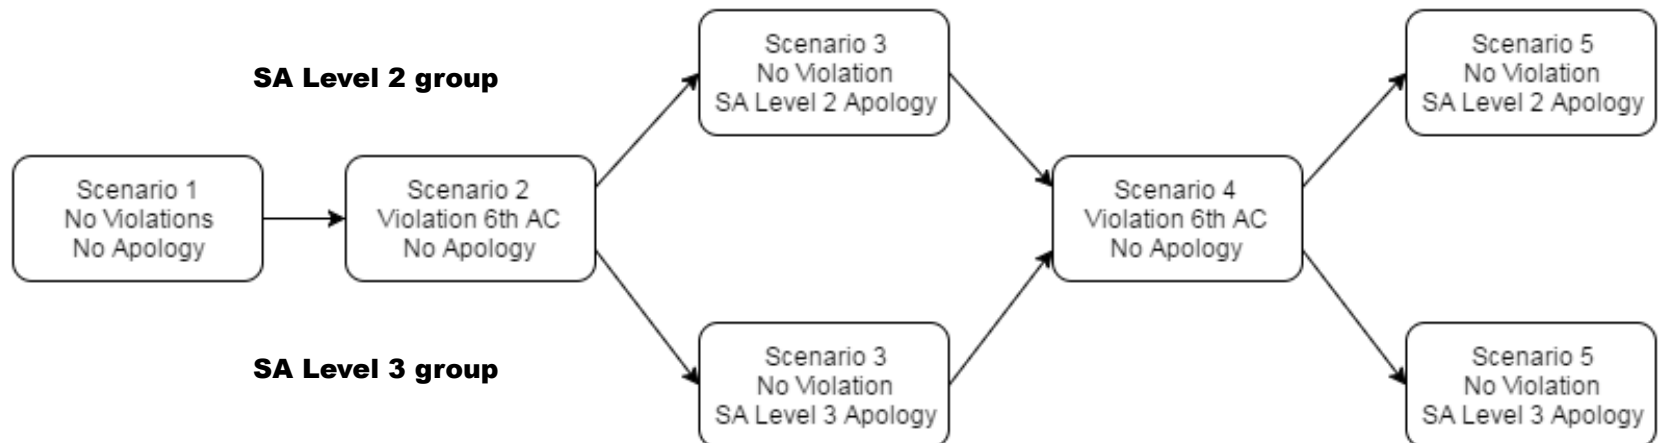 SA Level 2 group
Scenario 1
No Violations
No Apology
Scenario 2
Violation 6th AC
No Apology
Scenario 3
No Violation
SA Level 2 Apology
SA Level 3 group
Scenario 3
No Violation
SA Level 3 Apology
Scenario 4
Violation 6th AC
No Apology
Scenario 5
No Violation
SA Level 2 Apology
Scenario 5
No Violation
SA Level 3 Apology